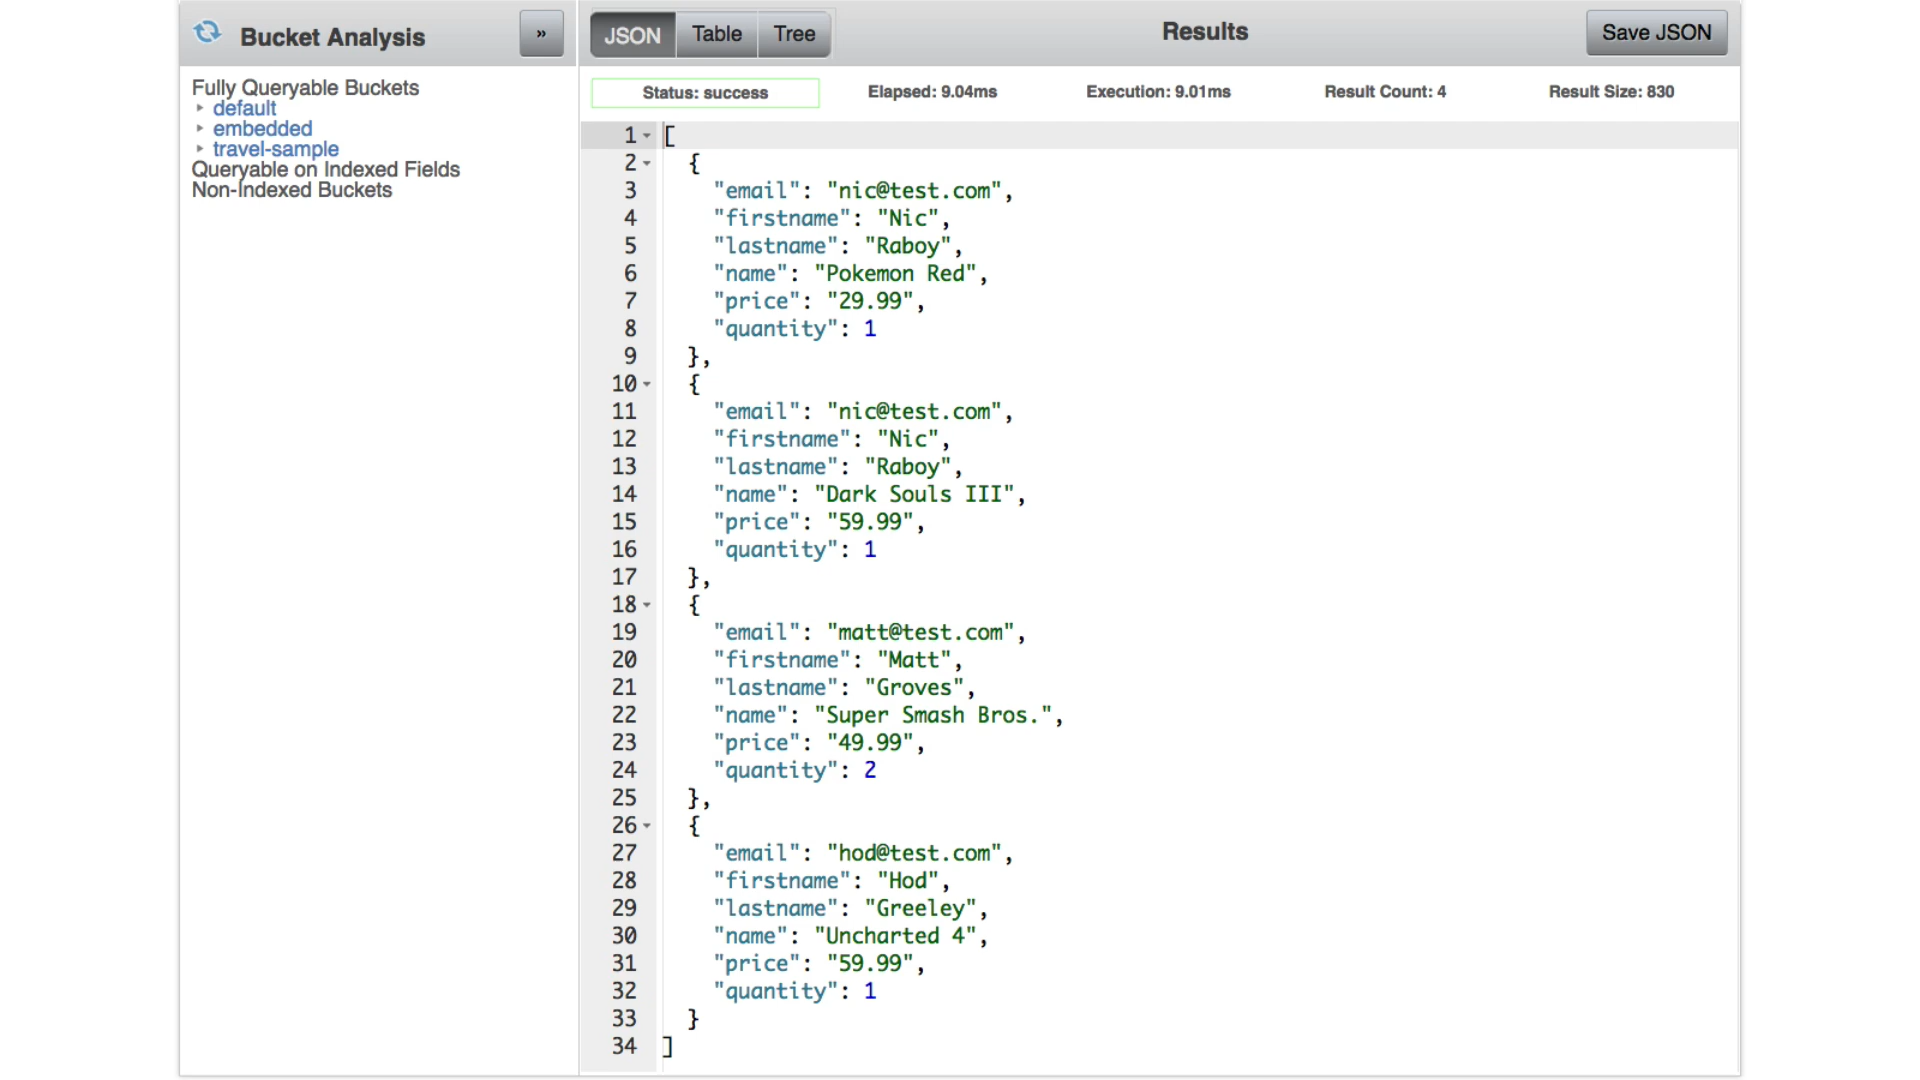 Bucket Analysis
»
Fully Queryable Buckets
default
embedded
travel-sample
Queryable on Indexed Fields
Non-Indexed Buckets
JSON Table Tree
Results
Save JSON
Status: success Elapsed: 9.04ms Execution: 9.01ms Result Count: 4 Result Size: 830
1 [
2 {
3 "email": "nic@test.com",
4 "firstname": "Nic",
5 "lastname": "Raboy",
6 "name": "Pokemon Red",
7 "price": "29.99",
8 "quantity": 1
9 },
10 {
11 "email": "nic@test.com",
12 "firstname": "Nic",
13 "lastname": "Raboy",
14 "name": "Dark Souls III",
15 "price": "59.99",
16 "quantity": 1
17 },
18 {
19 "email": "matt@test.com",
20 "firstname": "Matt",
21 "lastname": "Groves",
22 "name": "Super Smash Bros.",
23 "price": "49.99",
24 "quantity": 2
25 },
26 {
27 "email": "hod@test.com",
28 "firstname": "Hod",
29 "lastname": "Greeley",
30 "name": "Uncharted 4",
31 "price": "59.99",
32 "quantity": 1
33 }
34 ]